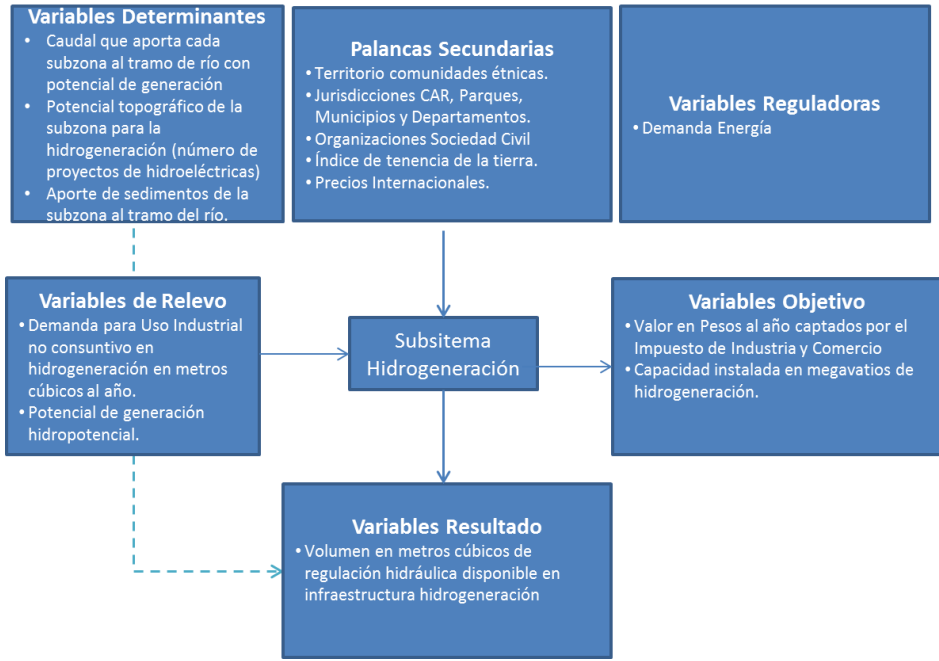 Variables Determinantes
• Caudal que aporta cada
subzona al tramo de río con
potencial de generación
• Potencial topográfico de la
subzona para la
hidrogeneración (número de
proyectos de hidroeléctricas)
• Aporte de sedimentos de la
subzona al tramo del río.
Palancas Secundarias
• Territorio comunidades étnicas.
• Jurisdicciones CAR, Parques,
Municipios y Departamentos.
• Organizaciones Sociedad Civil
• Índice de tenencia de la tierra.
• Precios Internacionales.
Variables Reguladoras
• Demanda Energía
Variables de Relevo
• Demanda para Uso Industrial
no consuntivo en
hidrogeneración en metros
cúbicos al año.
• Potencial de generación
hidropotencial.
Subsitema
Hidrogeneración
Variables Objetivo
• Valor en Pesos al año captados por el
Impuesto de Industria y Comercio
• Capacidad instalada en megavatios de
hidrogeneración.
Variables Resultado
• Volumen en metros cúbicos de
regulación hidráulica disponible en
infraestructura hidrogeneración